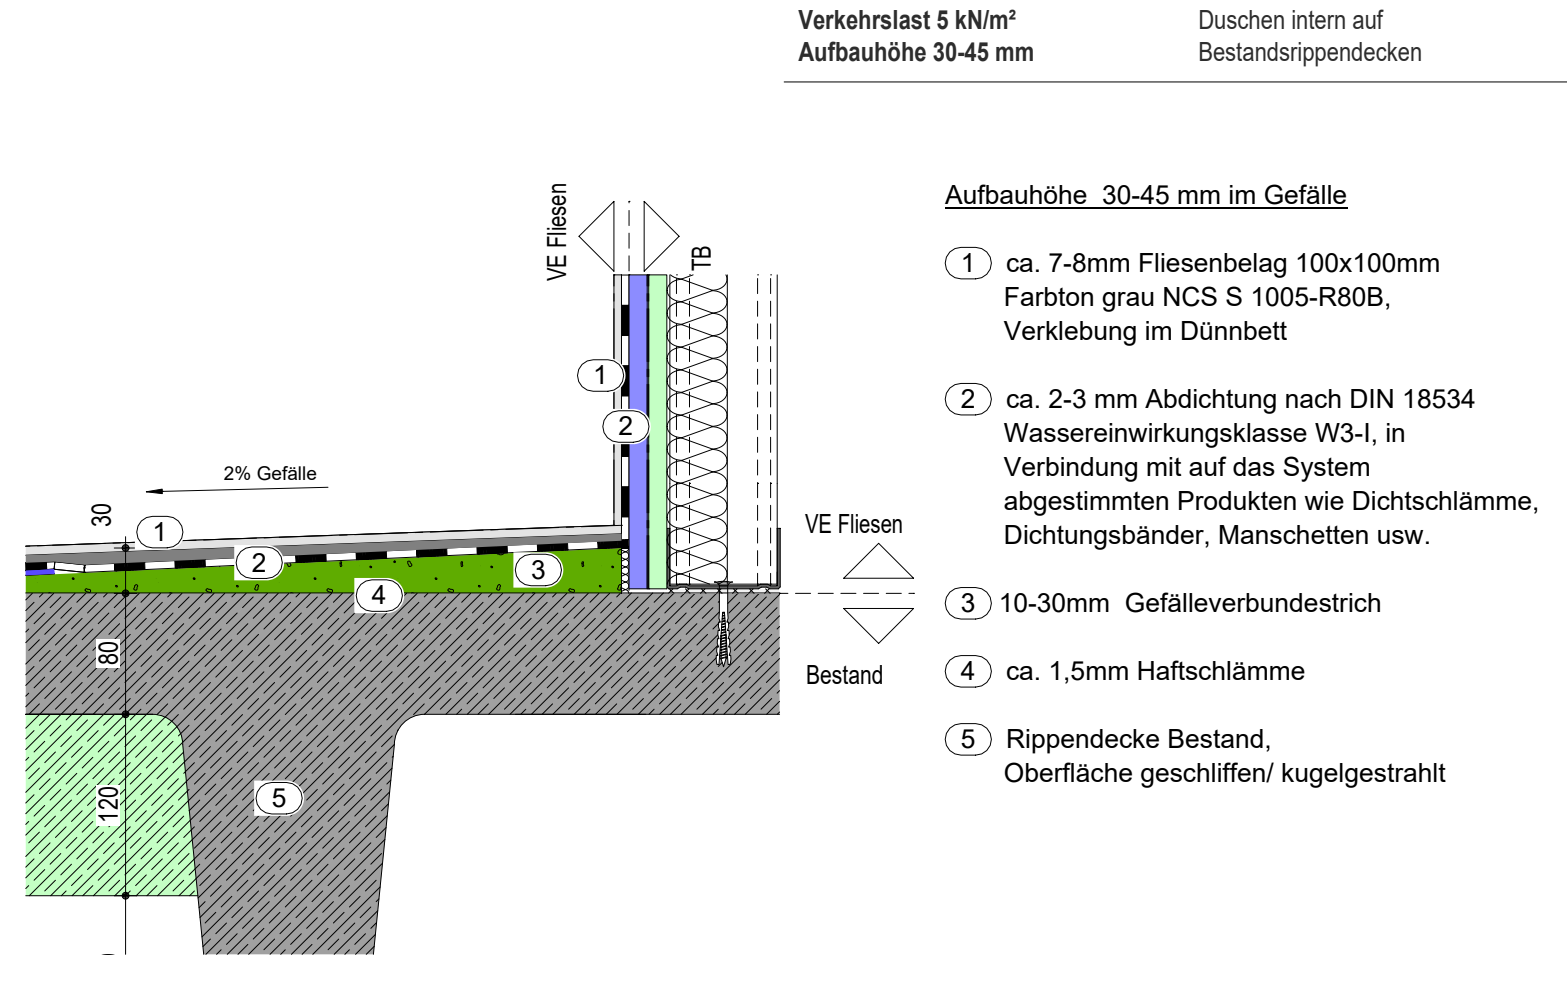 Verkehrslast 5 kN/m²
Aufbauhöhe 30-45 mm
Duschen intern auf
Bestandsrippendecken
VE Fliesen
TB
Aufbauhöhe  30-45 mm im Gefälle
1 ca. 7-8mm Fliesenbelag 100x100mm
Farbton grau NCS S 1005-R80B,
Verklebung im Dünnbett
2 ca. 2-3 mm Abdichtung nach DIN 18534
Wassereinwirkungsklasse W3-I, in
Verbindung mit auf das System
abgestimmten Produkten wie Dichtschlämme,
Dichtungsbänder, Manschetten usw.
3 10-30mm  Gefälleverbundestrich
4 ca. 1,5mm Haftschlämme
5 Rippendecke Bestand,
Oberfläche geschliffen/ kugelgestrahlt
1
2
2% Gefälle
30
1
2
3
4
VE Fliesen
Bestand
80
120
5